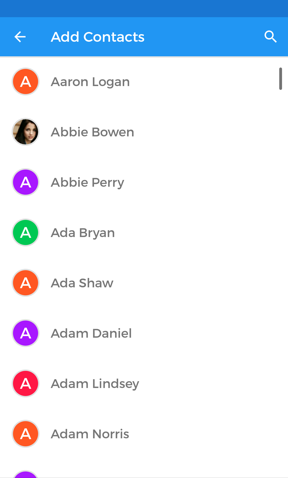 Add Contacts
A Aaron Logan
Abbie Bowen
A Abbie Perry
A Ada Bryan
A Ada Shaw
A Adam Daniel
A Adam Lindsey
A Adam Norris